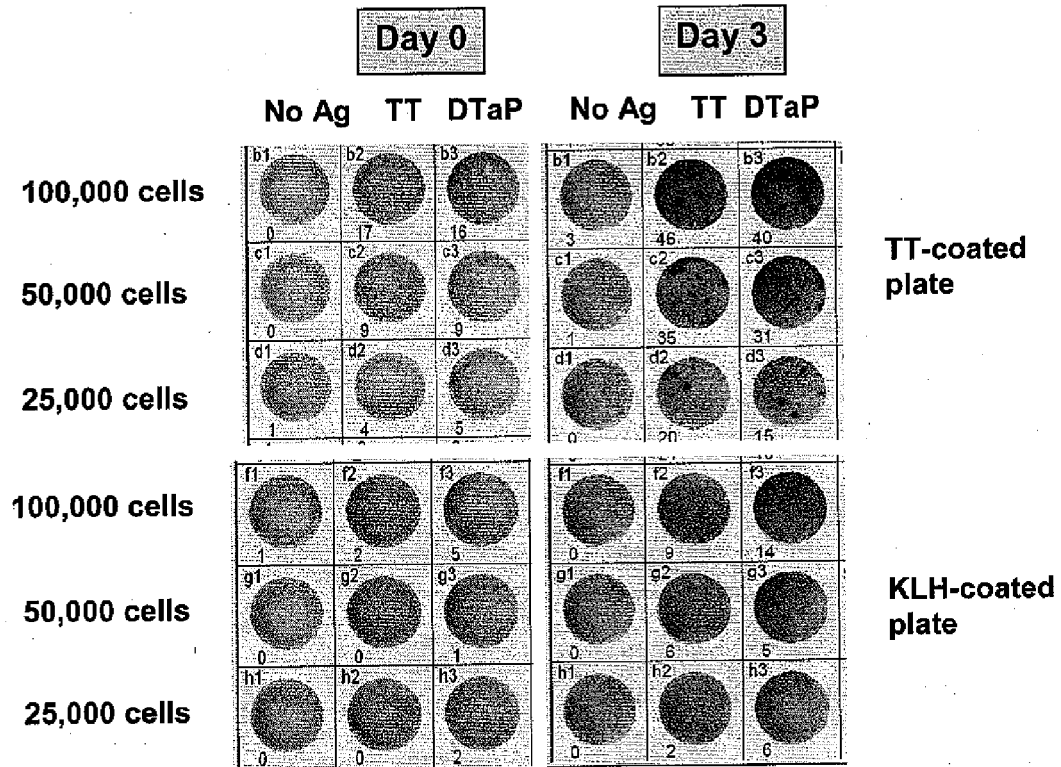 Day 0 Day 3
No Ag TT DTaP No Ag TT DTaP
b1 b2 b3 b1 b2 b3
100,000 cells
0 17 16 3 46 40
TT-coated
plate
c1 c2 c3 c1 c2 c3
50,000 cells
0 9 9 1 35 31
d1 d2 d3 d1 d2 d3
25,000 cells
1 4 5 0 20 15
f1 f2 f3 f1 f2 f3
100,000 cells
1 2 5 0 9 14
KLH-coated
plate
g1 g2 g3 g1 g2 g3
50,000 cells
0 0 1 0 6 5
h1 h2 h3 h1 h2 h3
25,000 cells
0 0 2 0 2 6